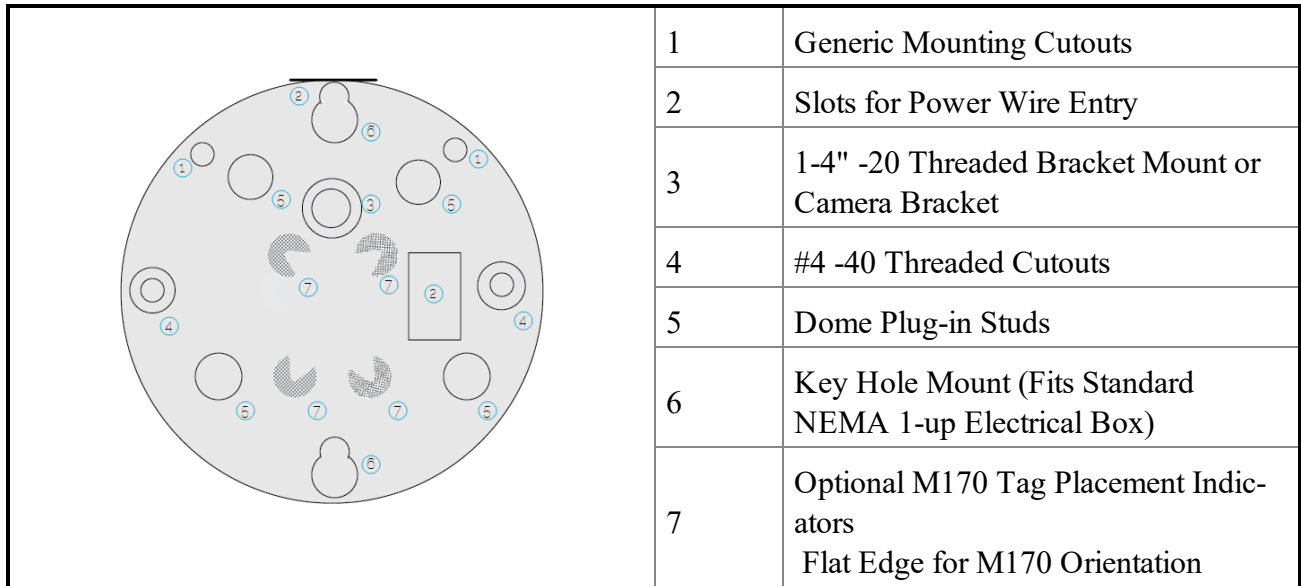 1 Generic Mounting Cutouts
2 Slots for Power Wire Entry
3 1-4" -20 Threaded Bracket Mount or
Camera Bracket
4 #4 -40 Threaded Cutouts
5 Dome Plug-in Studs
6 Key Hole Mount (Fits Standard
NEMA 1-up Electrical Box)
7 Optional M170 Tag Placement Indic-
ators
Flat Edge for M170 Orientation
2
6
1
1
5
3
5
7
7
2
4
4
5
7
7
5
6